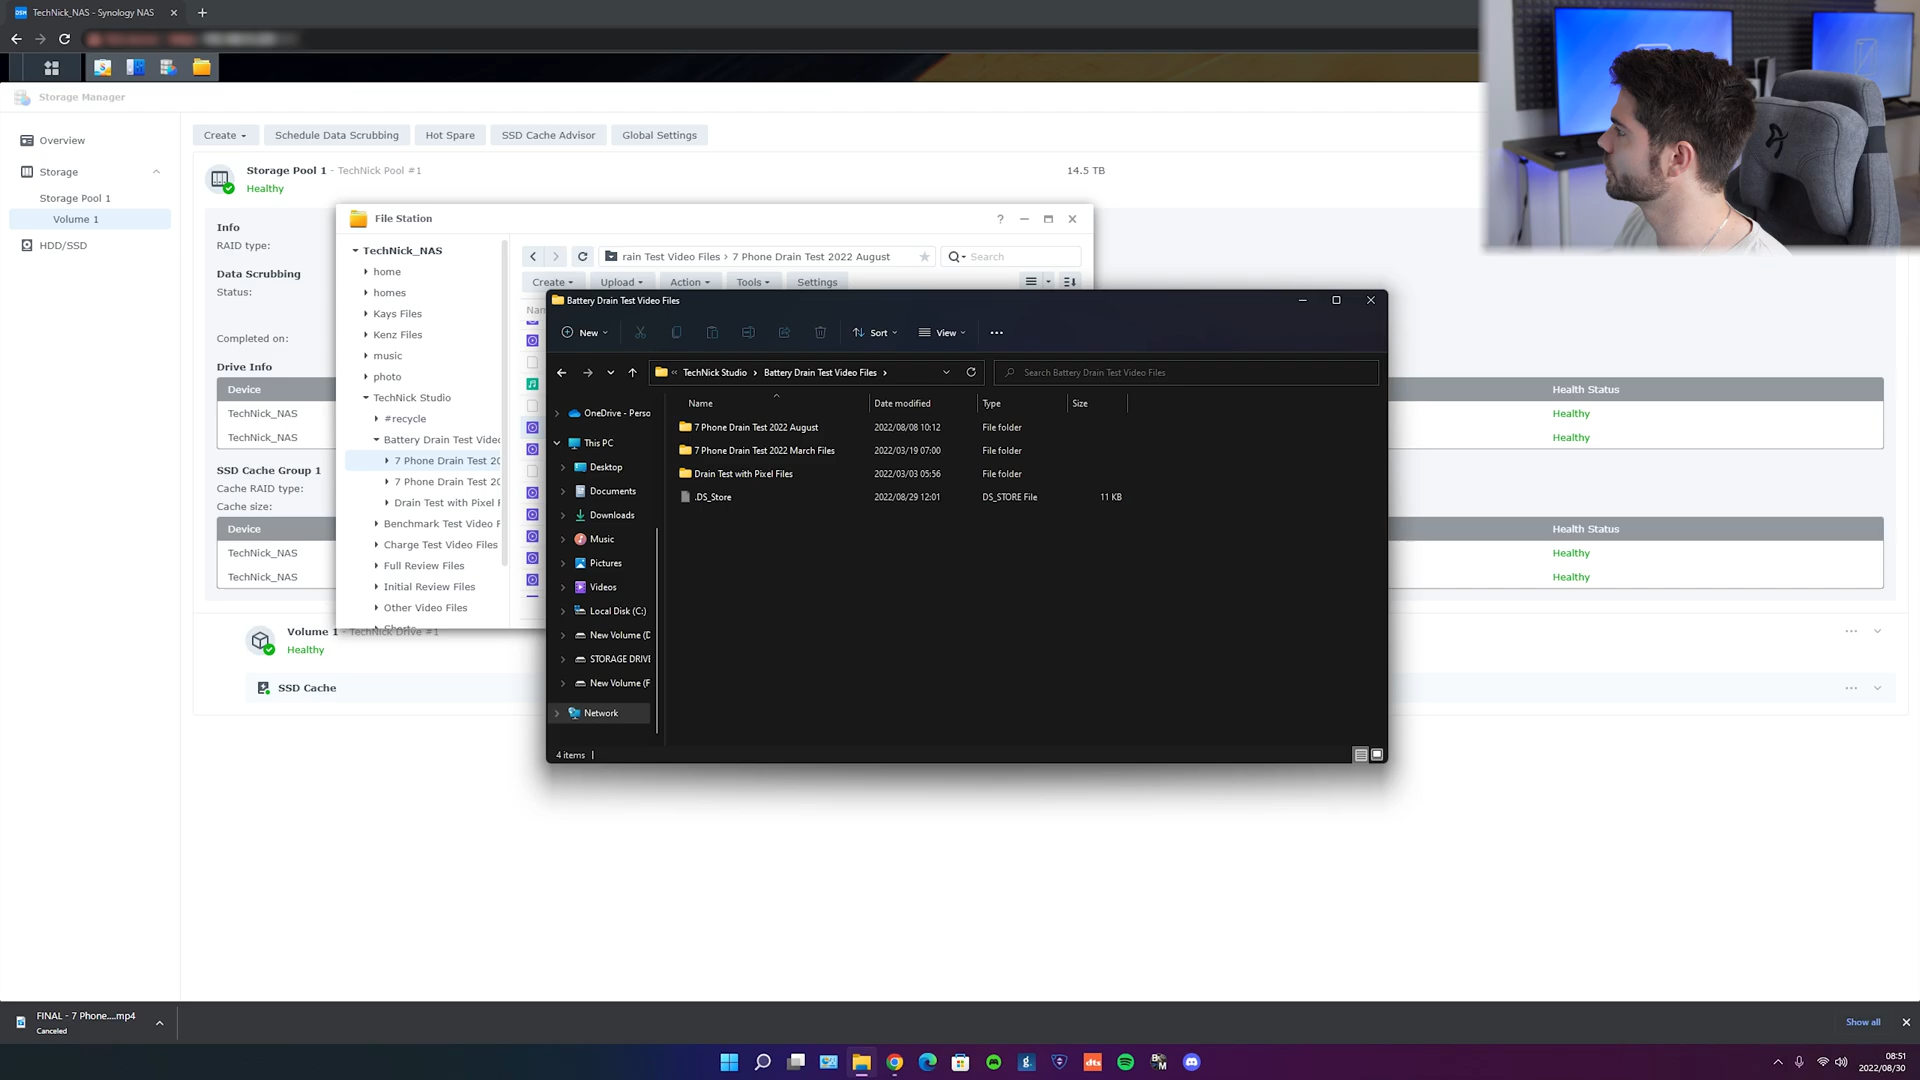 TechNick_NAS - Synology NAS
Storage Manager
Overview
Storage
Storage Pool 1
Volume 1
HDD/SSD
Create
Schedule Data Scrubbing
Hot Spare
SSD Cache Advisor
Global Settings
Storage Pool 1 - TechNick Pool #1
14.5 TB
Healthy
Info
RAID type:
Data Scrubbing
Status:
Completed on:
Drive Info
Device
Health Status
TechNick_NAS
Healthy
TechNick_NAS
Healthy
SSD Cache Group 1
Cache RAID type:
Cache size:
Device
Health Status
TechNick_NAS
Healthy
TechNick_NAS
Healthy
Volume 1 - TechNick Drive #1
Healthy
SSD Cache
File Station
TechNick_NAS
home
homes
Kays Files
Kenz Files
music
photo
TechNick Studio
#recycle
Battery Drain Test Vide
7 Phone Drain Test 20
7 Phone Drain Test 20
Drain Test with Pixel F
Benchmark Test Video F
Charge Test Video Files
Full Review Files
Initial Review Files
Other Video Files
rain Test Video Files › 7 Phone Drain Test 2022 August
Search
Create
Upload
Action
Tools
Settings
Battery Drain Test Video Files
New
Sort
View
TechNick Studio › Battery Drain Test Video Files ›
Search Battery Drain Test Video Files
OneDrive - Perso
This PC
Desktop
Documents
Downloads
Music
Pictures
Videos
Local Disk (C:)
New Volume (D
STORAGE DRIVE
New Volume (F
Network
Name
Date modified
Type
Size
7 Phone Drain Test 2022 August
2022/08/08 10:12
File folder
7 Phone Drain Test 2022 March Files
2022/03/19 07:00
File folder
Drain Test with Pixel Files
2022/03/03 05:56
File folder
.DS_Store
2022/08/29 12:01
DS_STORE File
11 KB
4 items
FINAL - 7 Phone....mp4
Canceled
Show all
08:51
2022/08/30